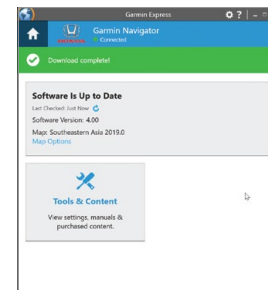 Garmin Express
Garmin Navigator
Connected
Download complete!
Software Is Up to Date
Last Checked: Just Now
Software Version: 4.00
Map: Southeastern Asia 2019.0
Map Options
Tools & Content
View settings, manuals &
purchased content.